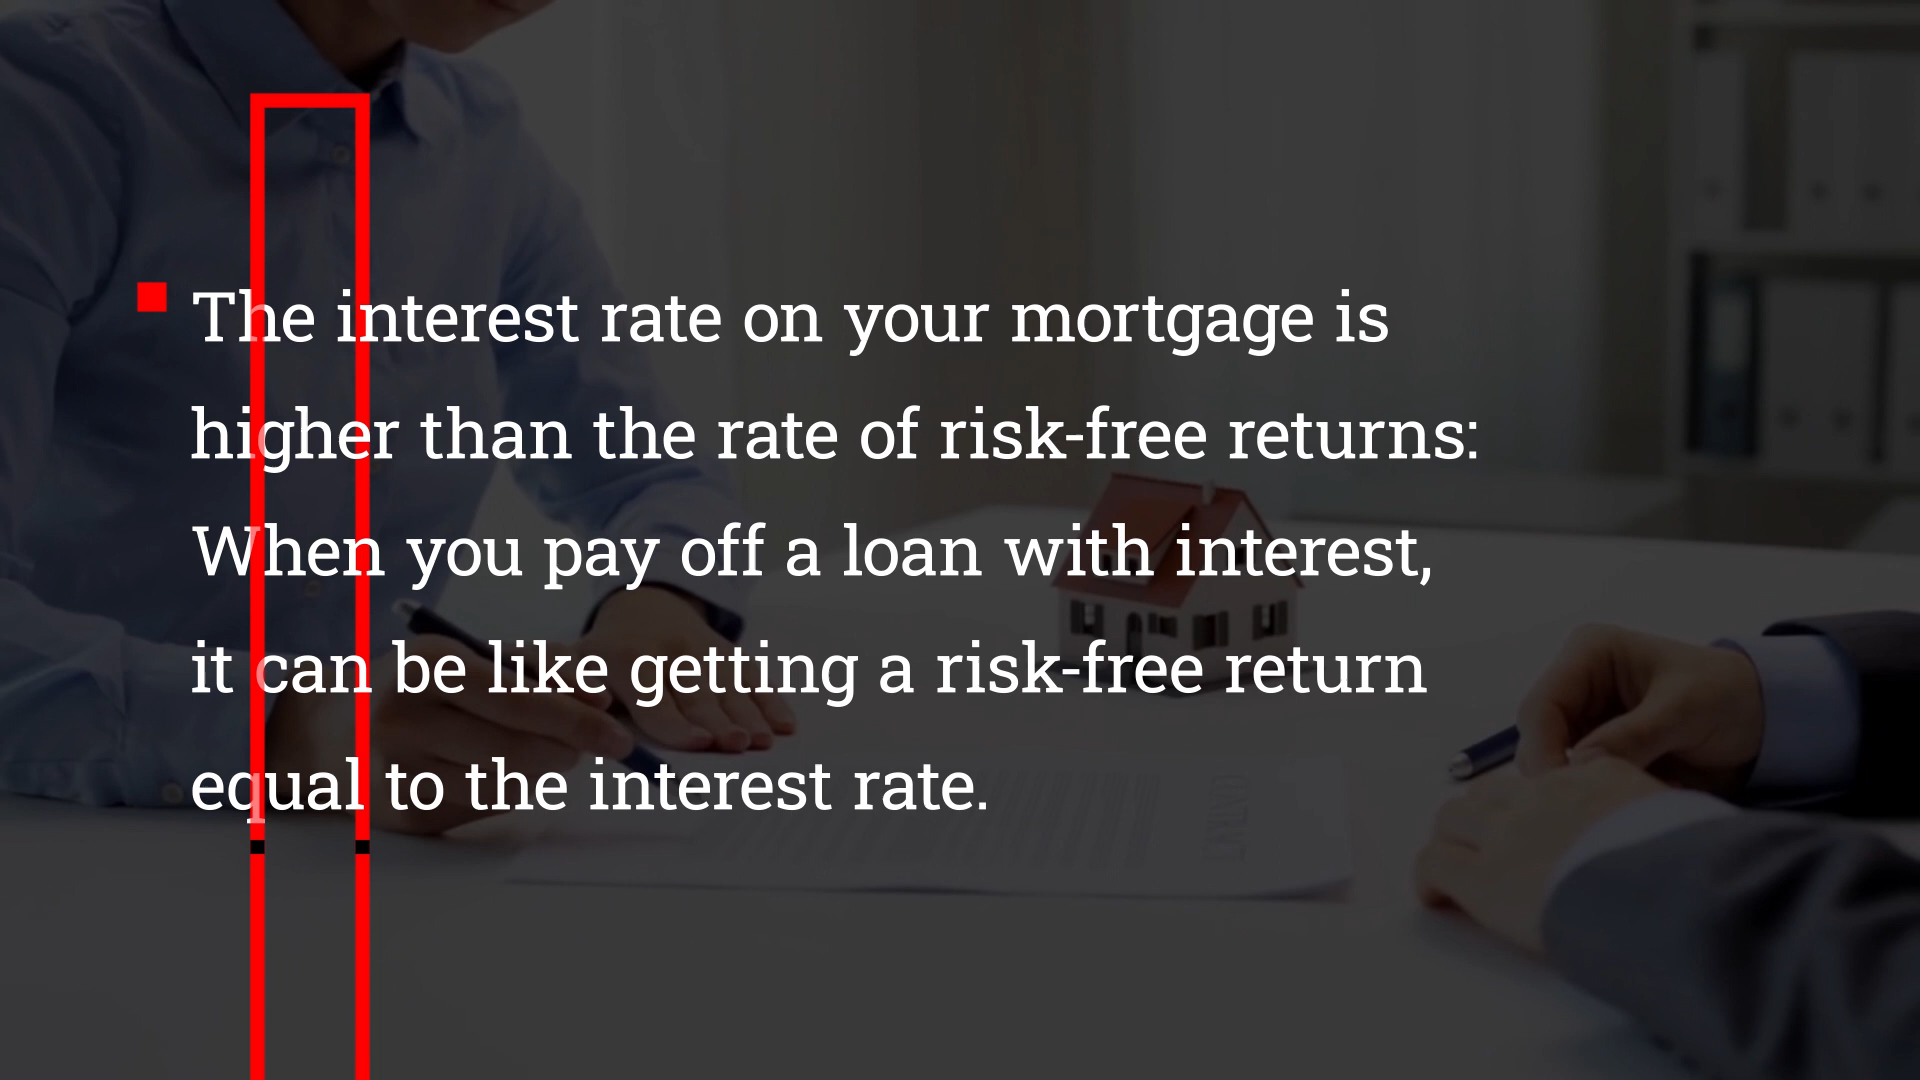 The interest rate on your mortgage is
higher than the rate of risk-free returns:
When you pay off a loan with interest,
it can be like getting a risk-free return
equal to the interest rate.